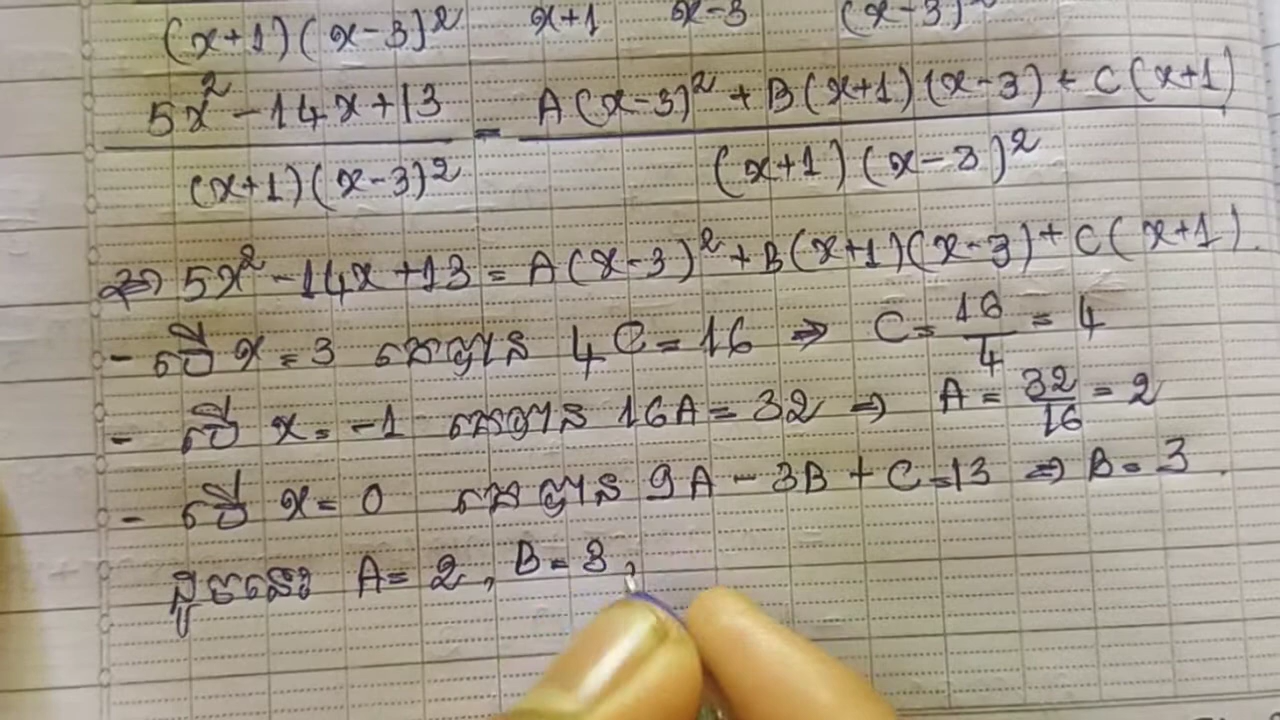 (x+1)(x-3)² x+1 x-3 (x-3)²
5x²-14x+13 = A(x-3)²+B(x+1)(x-3)+C(x+1)
(x+1)(x-3)² (x+1)(x-3)²
⇔ 5x²-14x+13 = A(x-3)²+B(x+1)(x-3)+C(x+1).
- បើ x=3 គេបាន 4C=16 ⇒ C=16/4=4
- បើ x=-1 គេបាន 16A=32 ⇒ A=32/16=2
- បើ x=0 គេបាន 9A-3B+C=13 ⇒ B=3.
ដូចនេះ A=2, B=3,